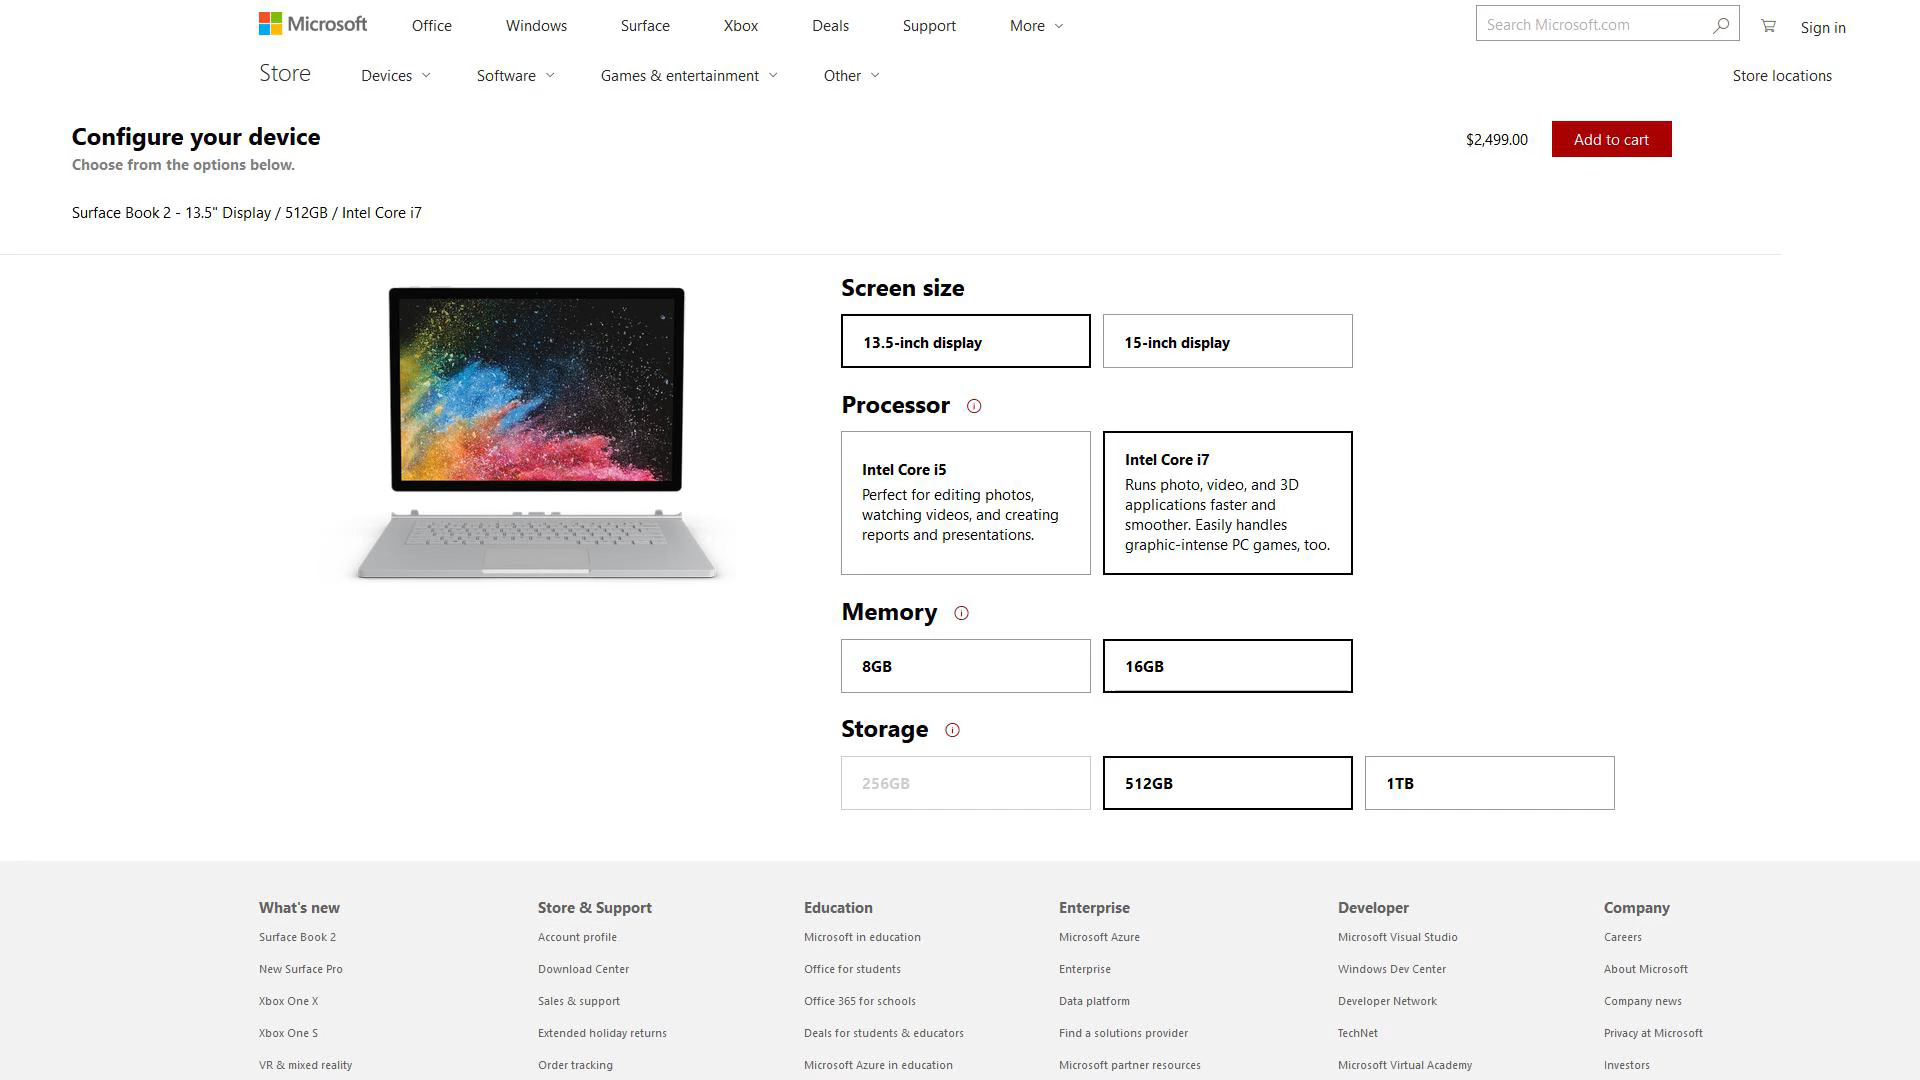 Microsoft
Office
Windows
Surface
Xbox
Deals
Support
More
Search Microsoft.com
Sign in
Store
Devices
Software
Games & entertainment
Other
Store locations
Configure your device
Choose from the options below.
$2,499.00
Add to cart
Surface Book 2 - 13.5" Display / 512GB / Intel Core i7
Screen size
13.5-inch display
15-inch display
Processor
Intel Core i5
Perfect for editing photos,
watching videos, and creating
reports and presentations.
Intel Core i7
Runs photo, video, and 3D
applications faster and
smoother. Easily handles
graphic-intense PC games, too.
Memory
8GB
16GB
Storage
256GB
512GB
1TB
What's new
Surface Book 2
New Surface Pro
Xbox One X
Xbox One S
VR & mixed reality
Store & Support
Account profile
Download Center
Sales & support
Extended holiday returns
Order tracking
Education
Microsoft in education
Office for students
Office 365 for schools
Deals for students & educators
Microsoft Azure in education
Enterprise
Microsoft Azure
Enterprise
Data platform
Find a solutions provider
Microsoft partner resources
Developer
Microsoft Visual Studio
Windows Dev Center
Developer Network
TechNet
Microsoft Virtual Academy
Company
Careers
About Microsoft
Company news
Privacy at Microsoft
Investors